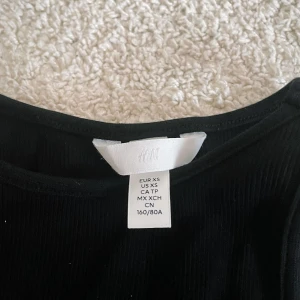 H&M
EUR XS
US XS
CA TP
MX XCH
CN
160/80A